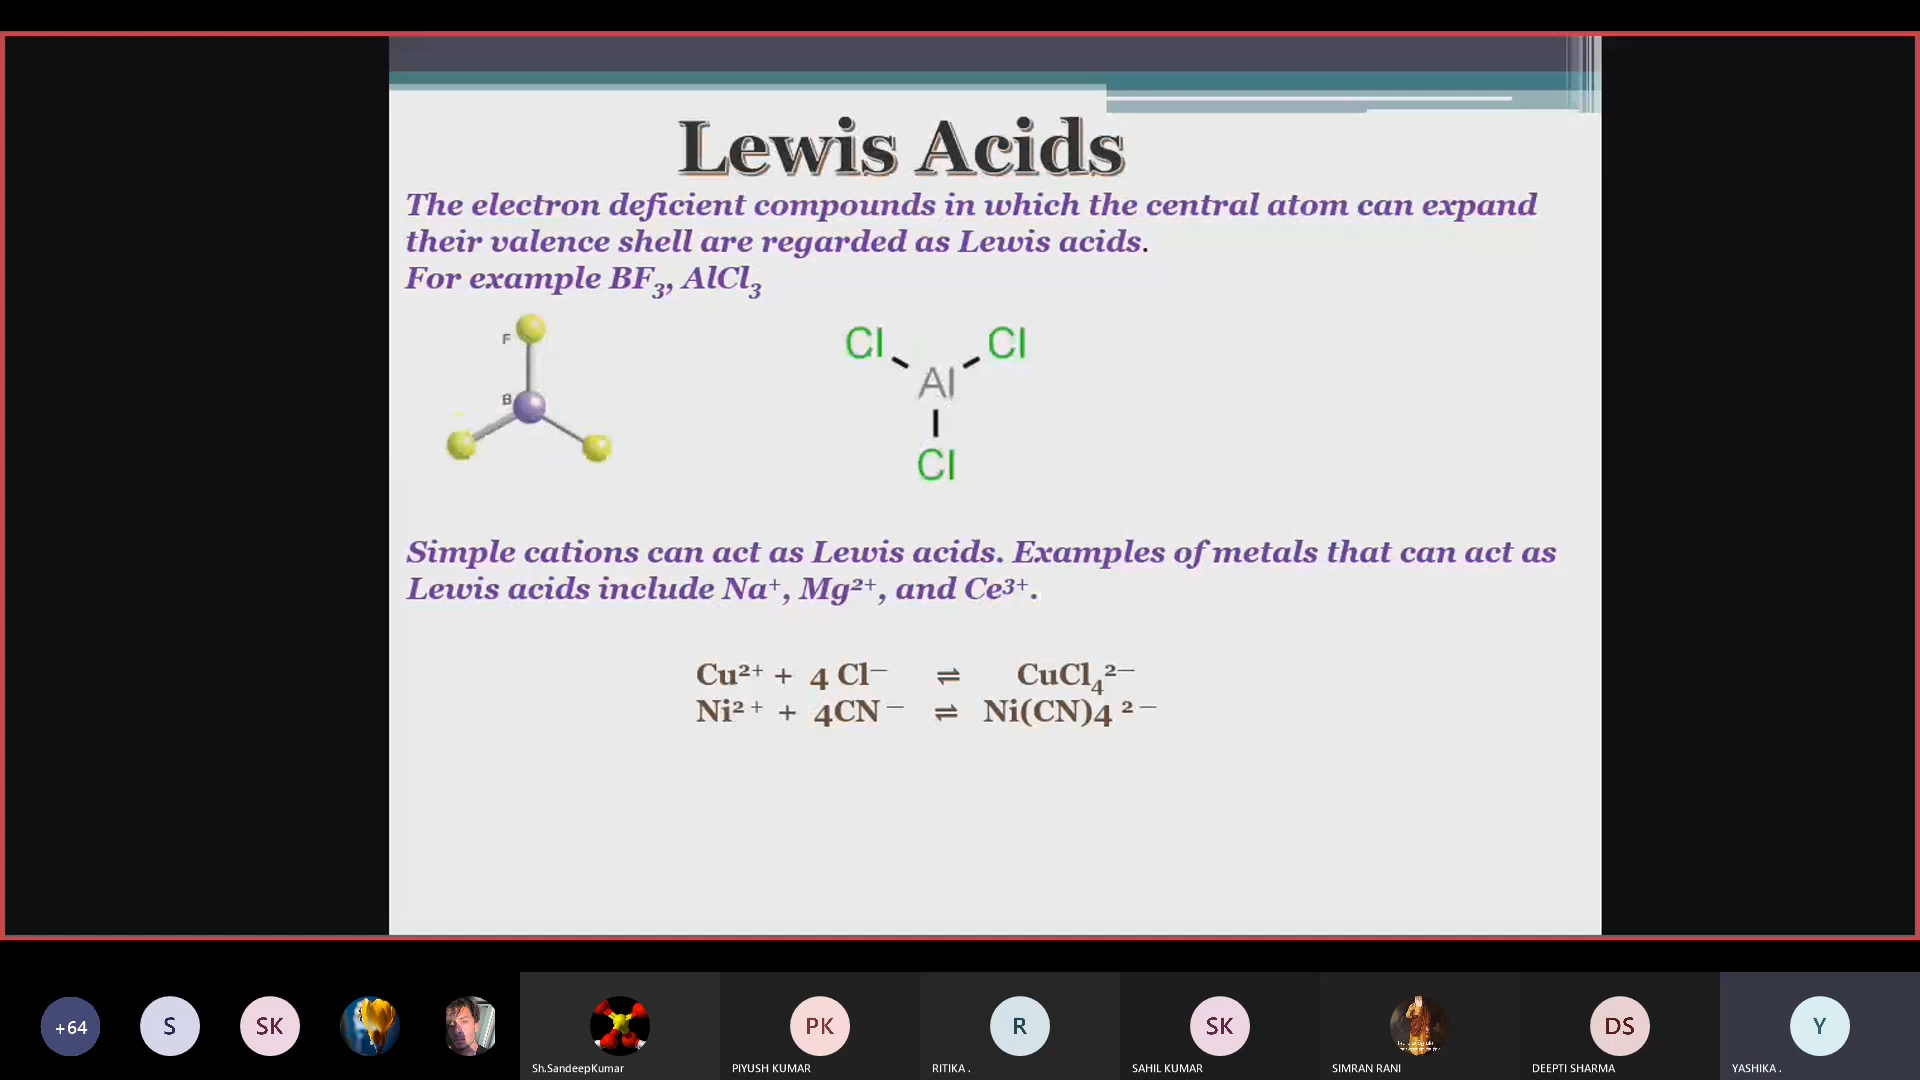 Lewis Acids
The electron deficient compounds in which the central atom can expand
their valence shell are regarded as Lewis acids.
For example BF₃, AlCl₃
F
B
Cl Cl
Al
Cl
Simple cations can act as Lewis acids. Examples of metals that can act as
Lewis acids include Na⁺, Mg²⁺, and Ce³⁺.
Cu²⁺ + 4 Cl⁻ ⇌ CuCl₄²⁻
Ni²⁺ + 4CN⁻ ⇌ Ni(CN)4 ²⁻
+64
S
SK
PK
R
SK
DS
Y
Sh.SandeepKumar
PIYUSH KUMAR
RITIKA .
SAHIL KUMAR
SIMRAN RANI
DEEPTI SHARMA
YASHIKA .